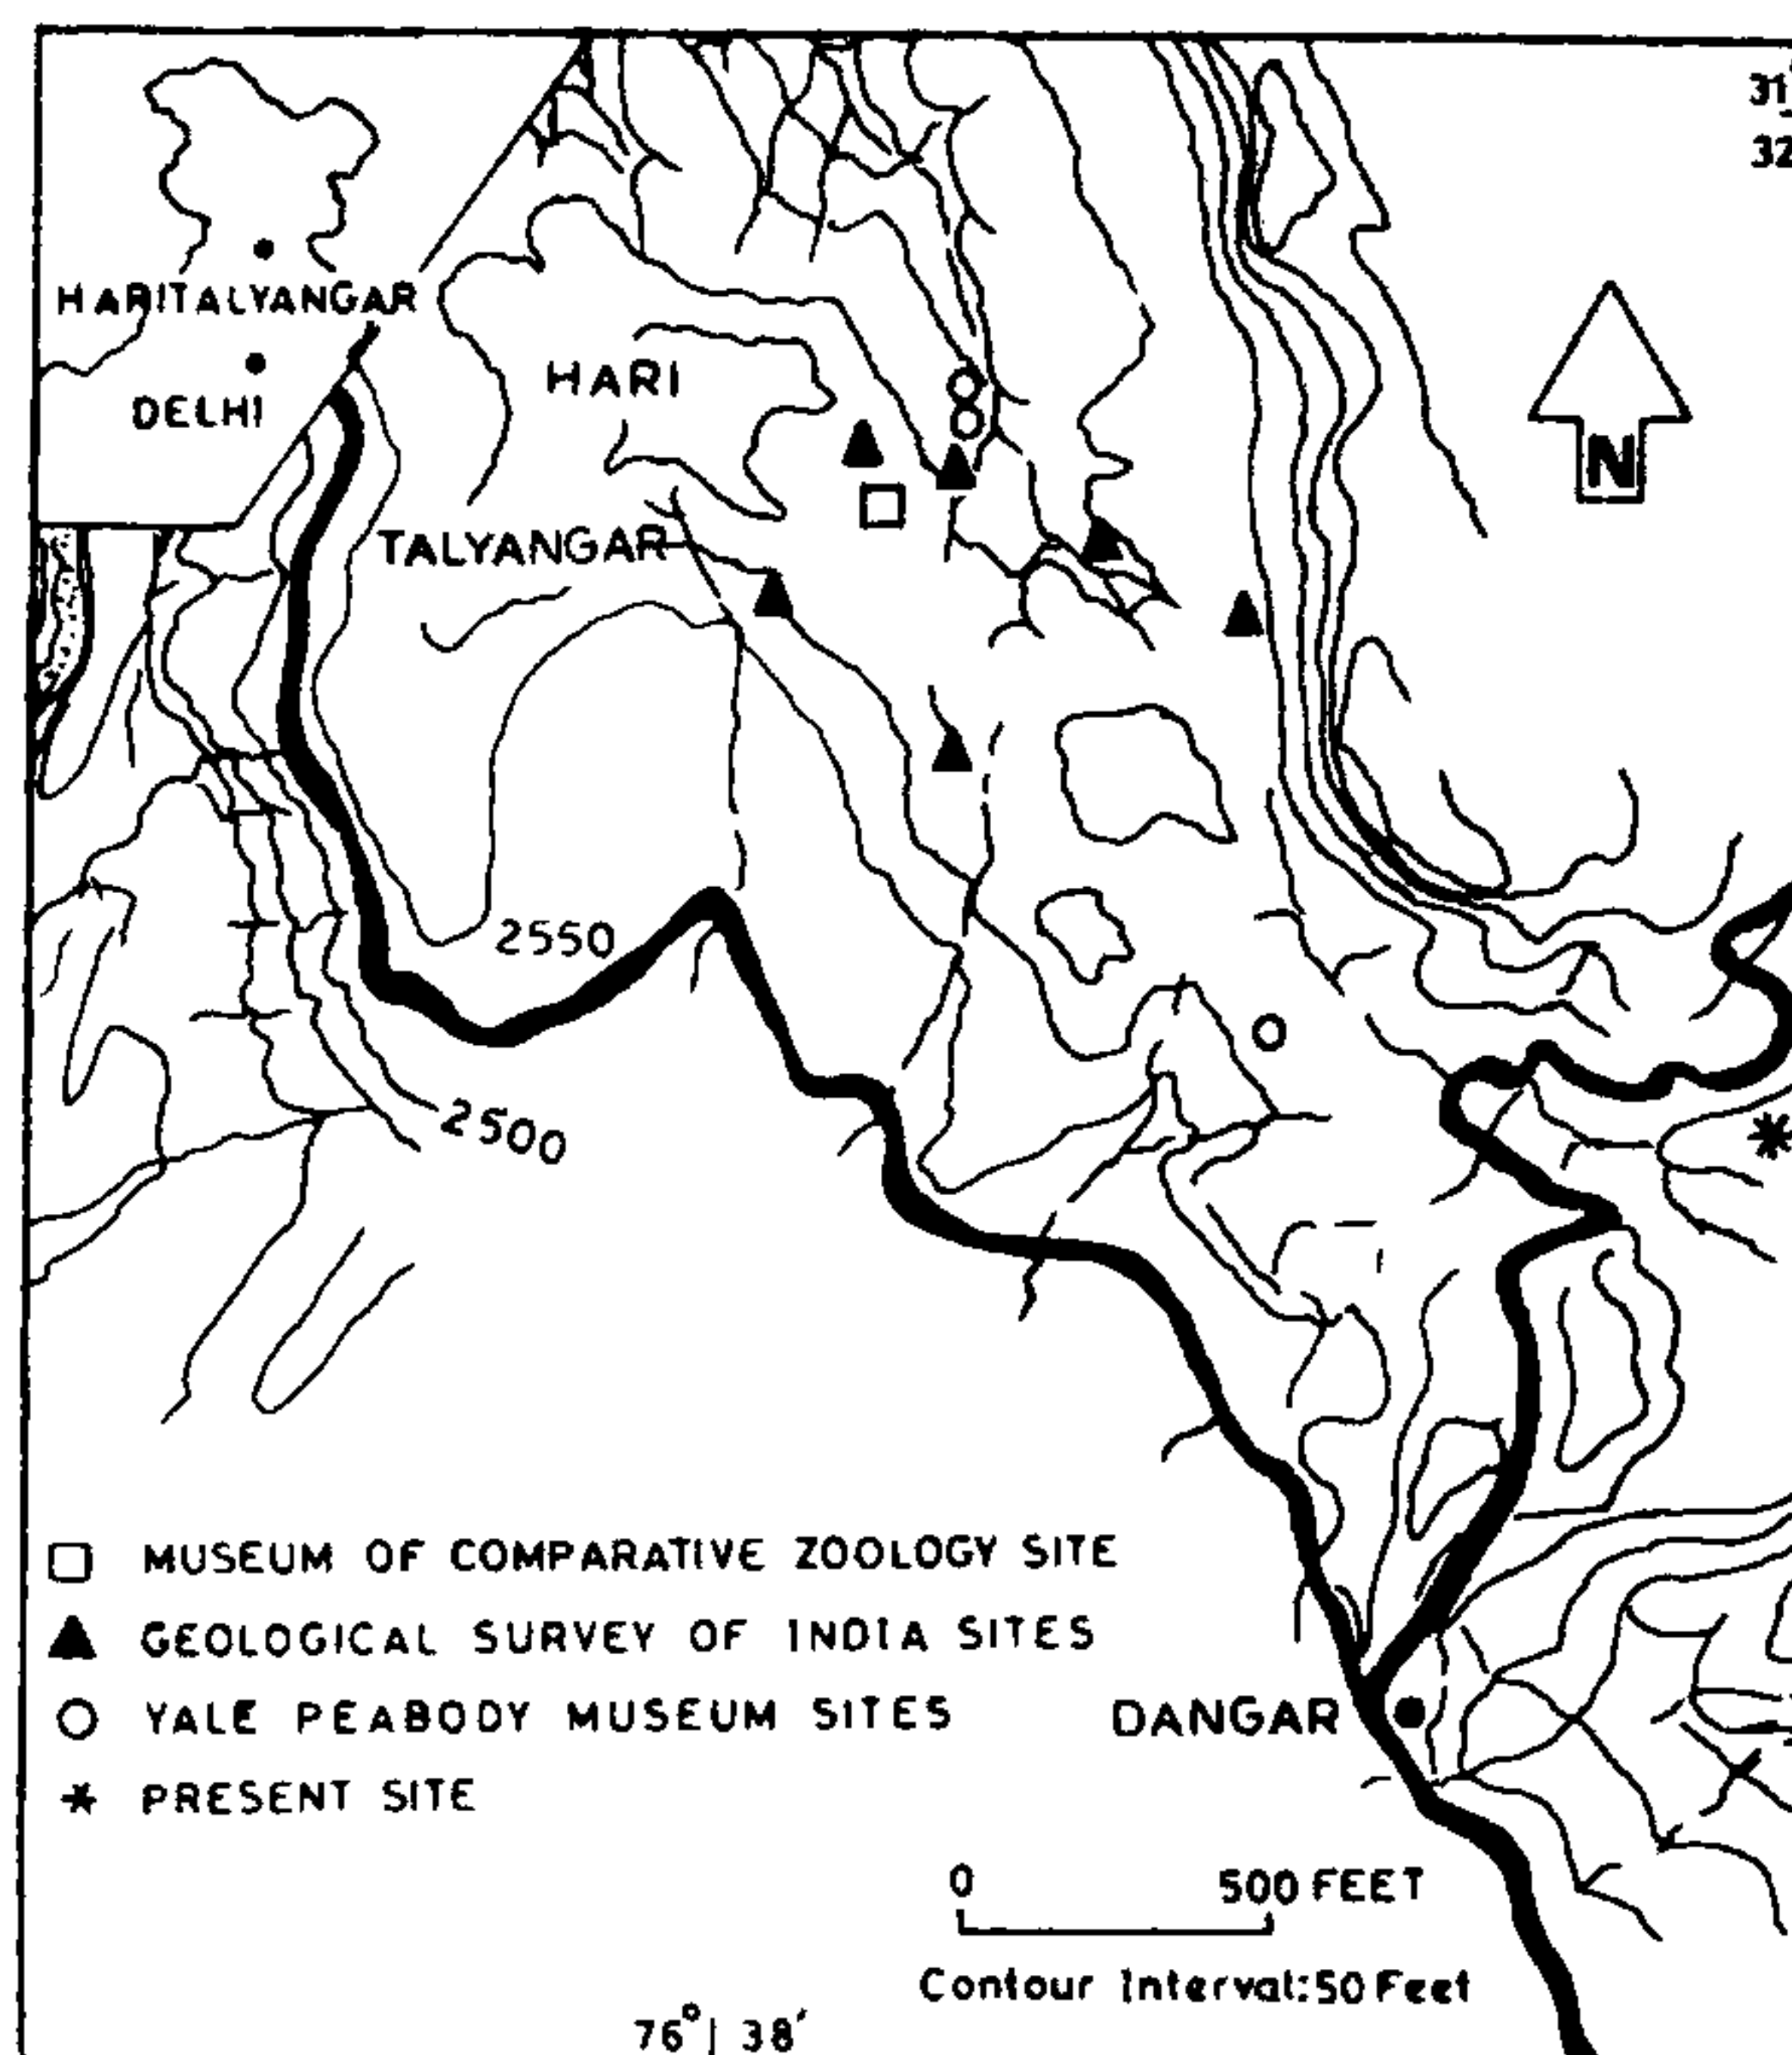 31
32
HARITALYANGAR
DELHI
HARI
N
TALYANGAR
2550
2500
MUSEUM OF COMPARATIVE ZOOLOGY SITE
GEOLOGICAL SURVEY OF INDIA SITES
YALE PEABODY MUSEUM SITES
DANGAR
PRESENT SITE
0 500 FEET
Contour Interval:50 Feet
76° 38'